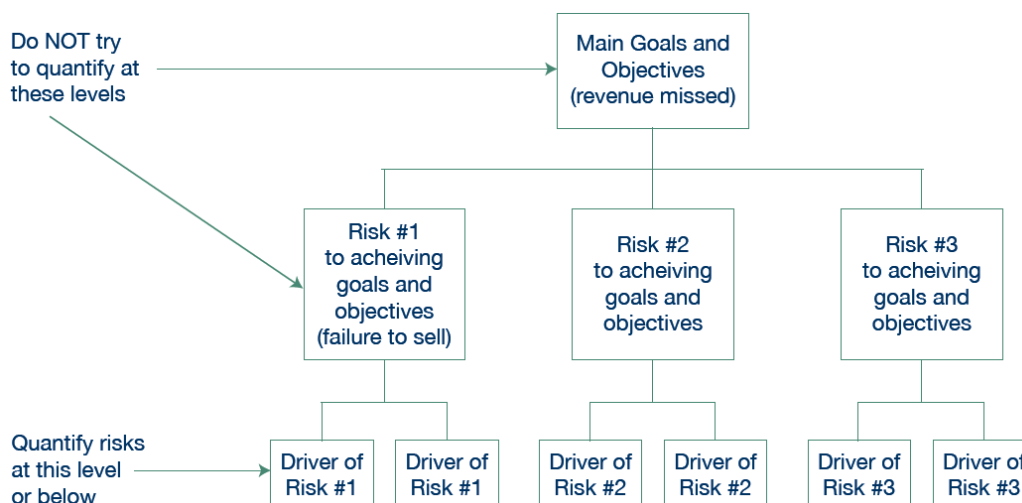 Do NOT try
to quantify at
these levels
Main Goals and
Objectives
(revenue missed)
Risk #1
to acheiving
goals and
objectives
(failure to sell)
Risk #2
to acheiving
goals and
objectives
Risk #3
to acheiving
goals and
objectives
Quantify risks
at this level
or below
Driver of
Risk #1
Driver of
Risk #1
Driver of
Risk #2
Driver of
Risk #2
Driver of
Risk #3
Driver of
Risk #3